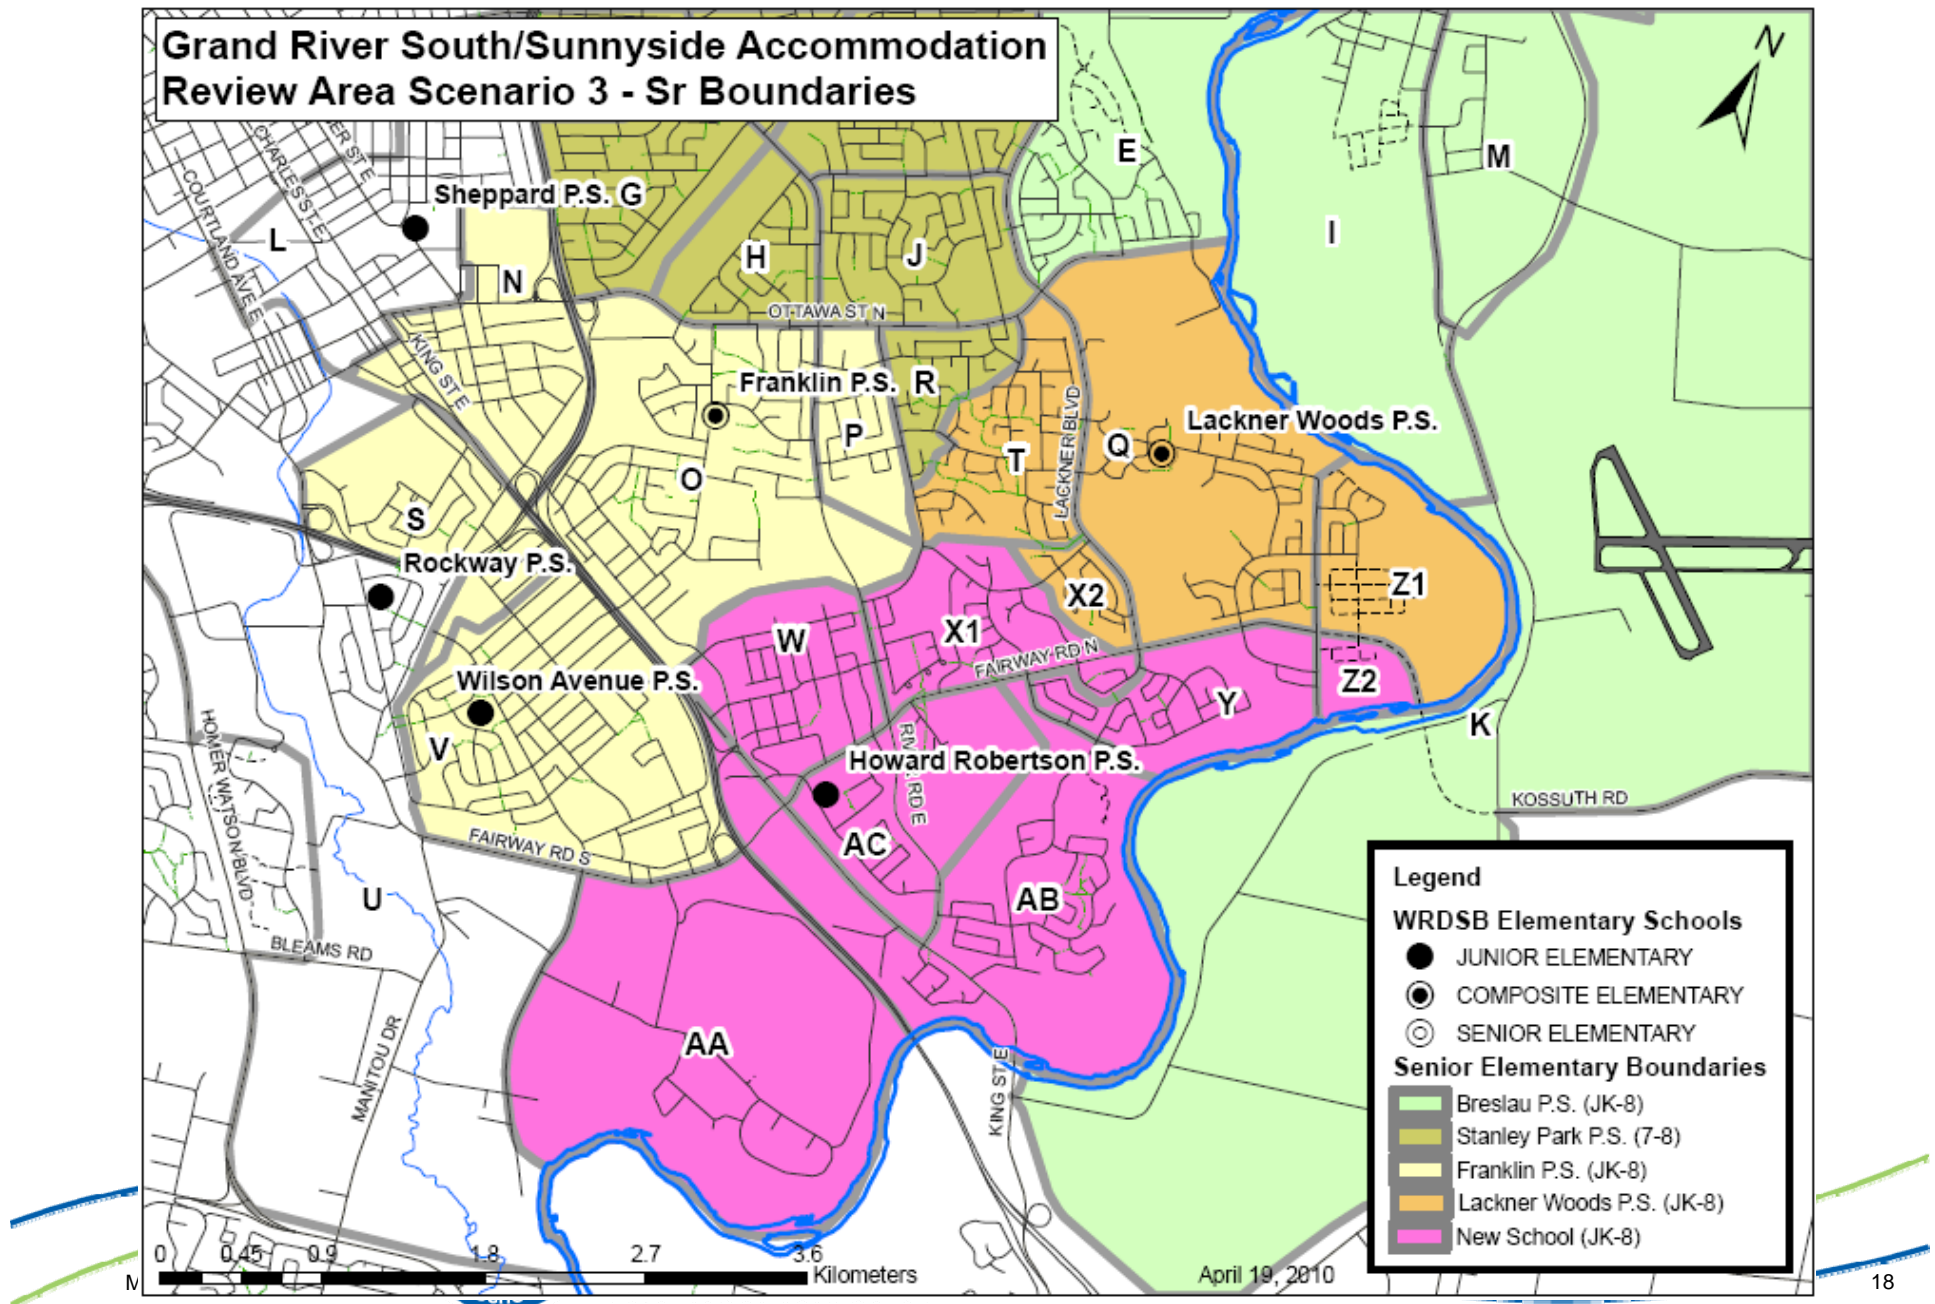 Grand River South/Sunnyside Accommodation
Review Area Scenario 3 - Sr Boundaries
N
E
M
CHARLES ST E
COURTLAND AVE E
Sheppard P.S.
G
L
I
H
J
N
OTTAWA ST N
KING ST E
Franklin P.S.
R
LACKNER BLVD
Lackner Woods P.S.
P
Q
T
O
S
Rockway P.S.
Z1
X2
X1
W
FAIRWAY RD N
Wilson Avenue P.S.
Z2
Y
K
V
HOMER WATSON BLVD
RIVER RD E
Howard Robertson P.S.
KOSSUTH RD
FAIRWAY RD S
AC
U
AB
BLEAMS RD
MANITOU DR
AA
KING ST E
Legend
WRDSB Elementary Schools
JUNIOR ELEMENTARY
COMPOSITE ELEMENTARY
SENIOR ELEMENTARY
Senior Elementary Boundaries
Breslau P.S. (JK-8)
Stanley Park P.S. (7-8)
Franklin P.S. (JK-8)
Lackner Woods P.S. (JK-8)
New School (JK-8)
0 0.45 0.9 1.8 2.7 3.6
Kilometers
April 19, 2010
18